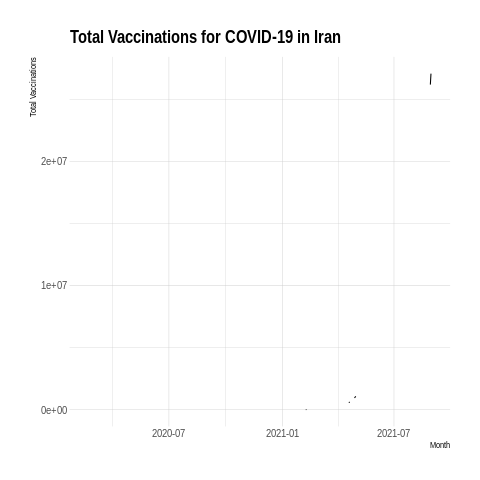 Total Vaccinations for COVID-19 in Iran
Total Vaccinations
2e+07
1e+07
0e+00
2020-07
2021-01
2021-07
Month